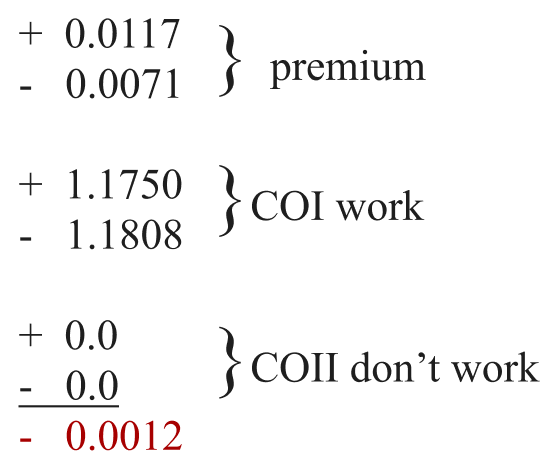 + 0.0117
- 0.0071
} premium
+ 1.1750
- 1.1808
} COI work
+ 0.0
- 0.0
} COII don’t work
- 0.0012